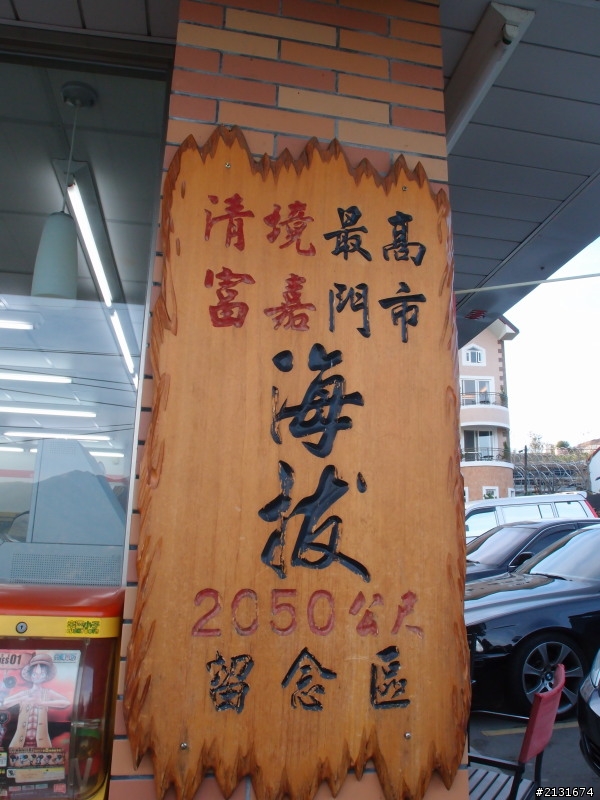 清境最高
富嘉門市
海拔
2050公尺
留念區
#2131674